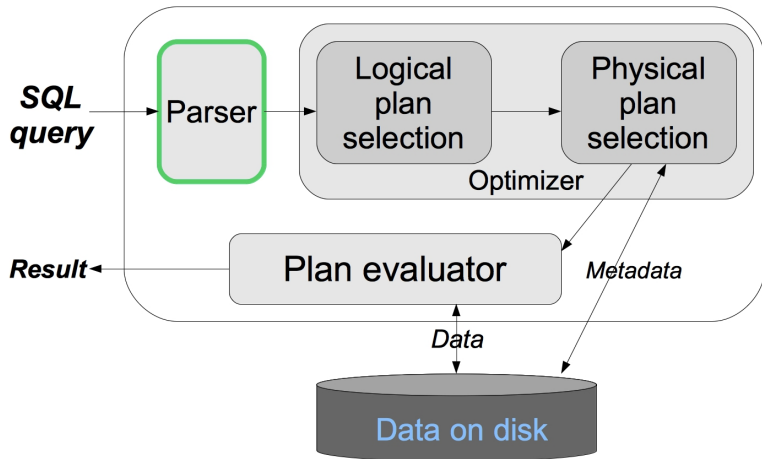 SQL
query
Parser
Logical
plan
selection
Physical
plan
selection
Optimizer
Result
Plan evaluator
Metadata
Data
Data on disk